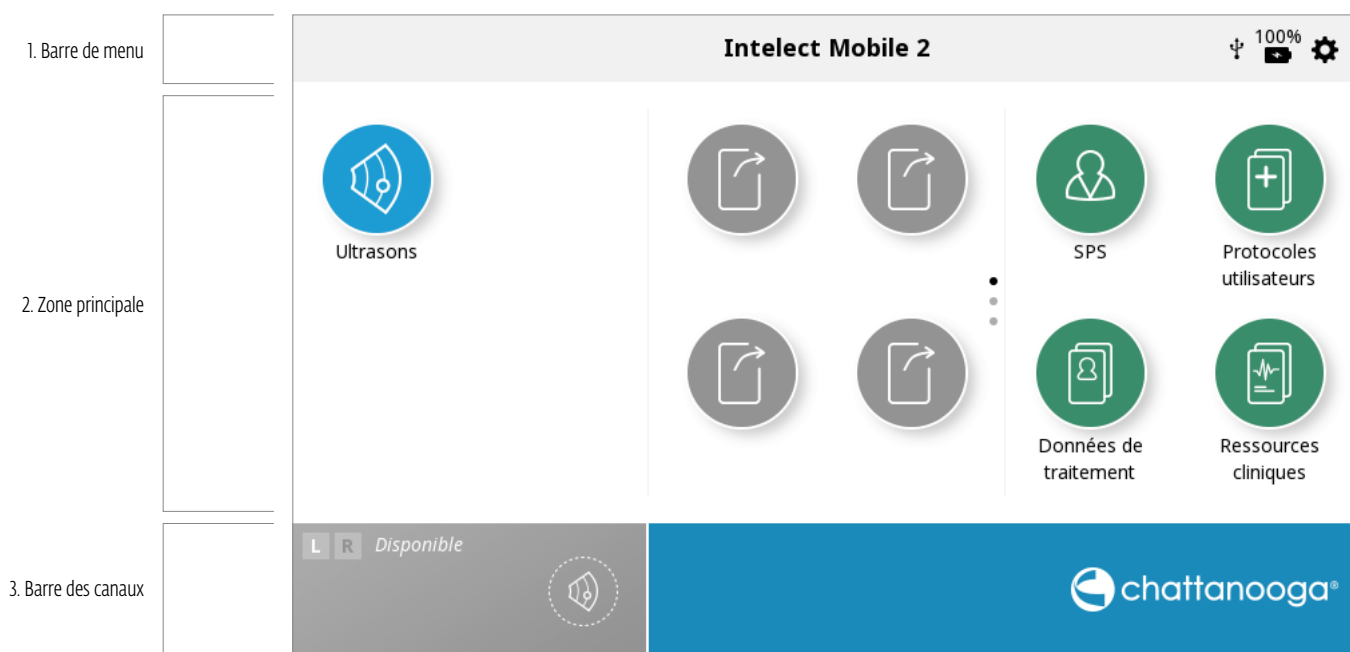 1. Barre de menu
Intelect Mobile 2
100%
Ultrasons
SPS
Protocoles
utilisateurs
2. Zone principale
Données de
traitement
Ressources
cliniques
L R Disponible
3. Barre des canaux
chattanooga®